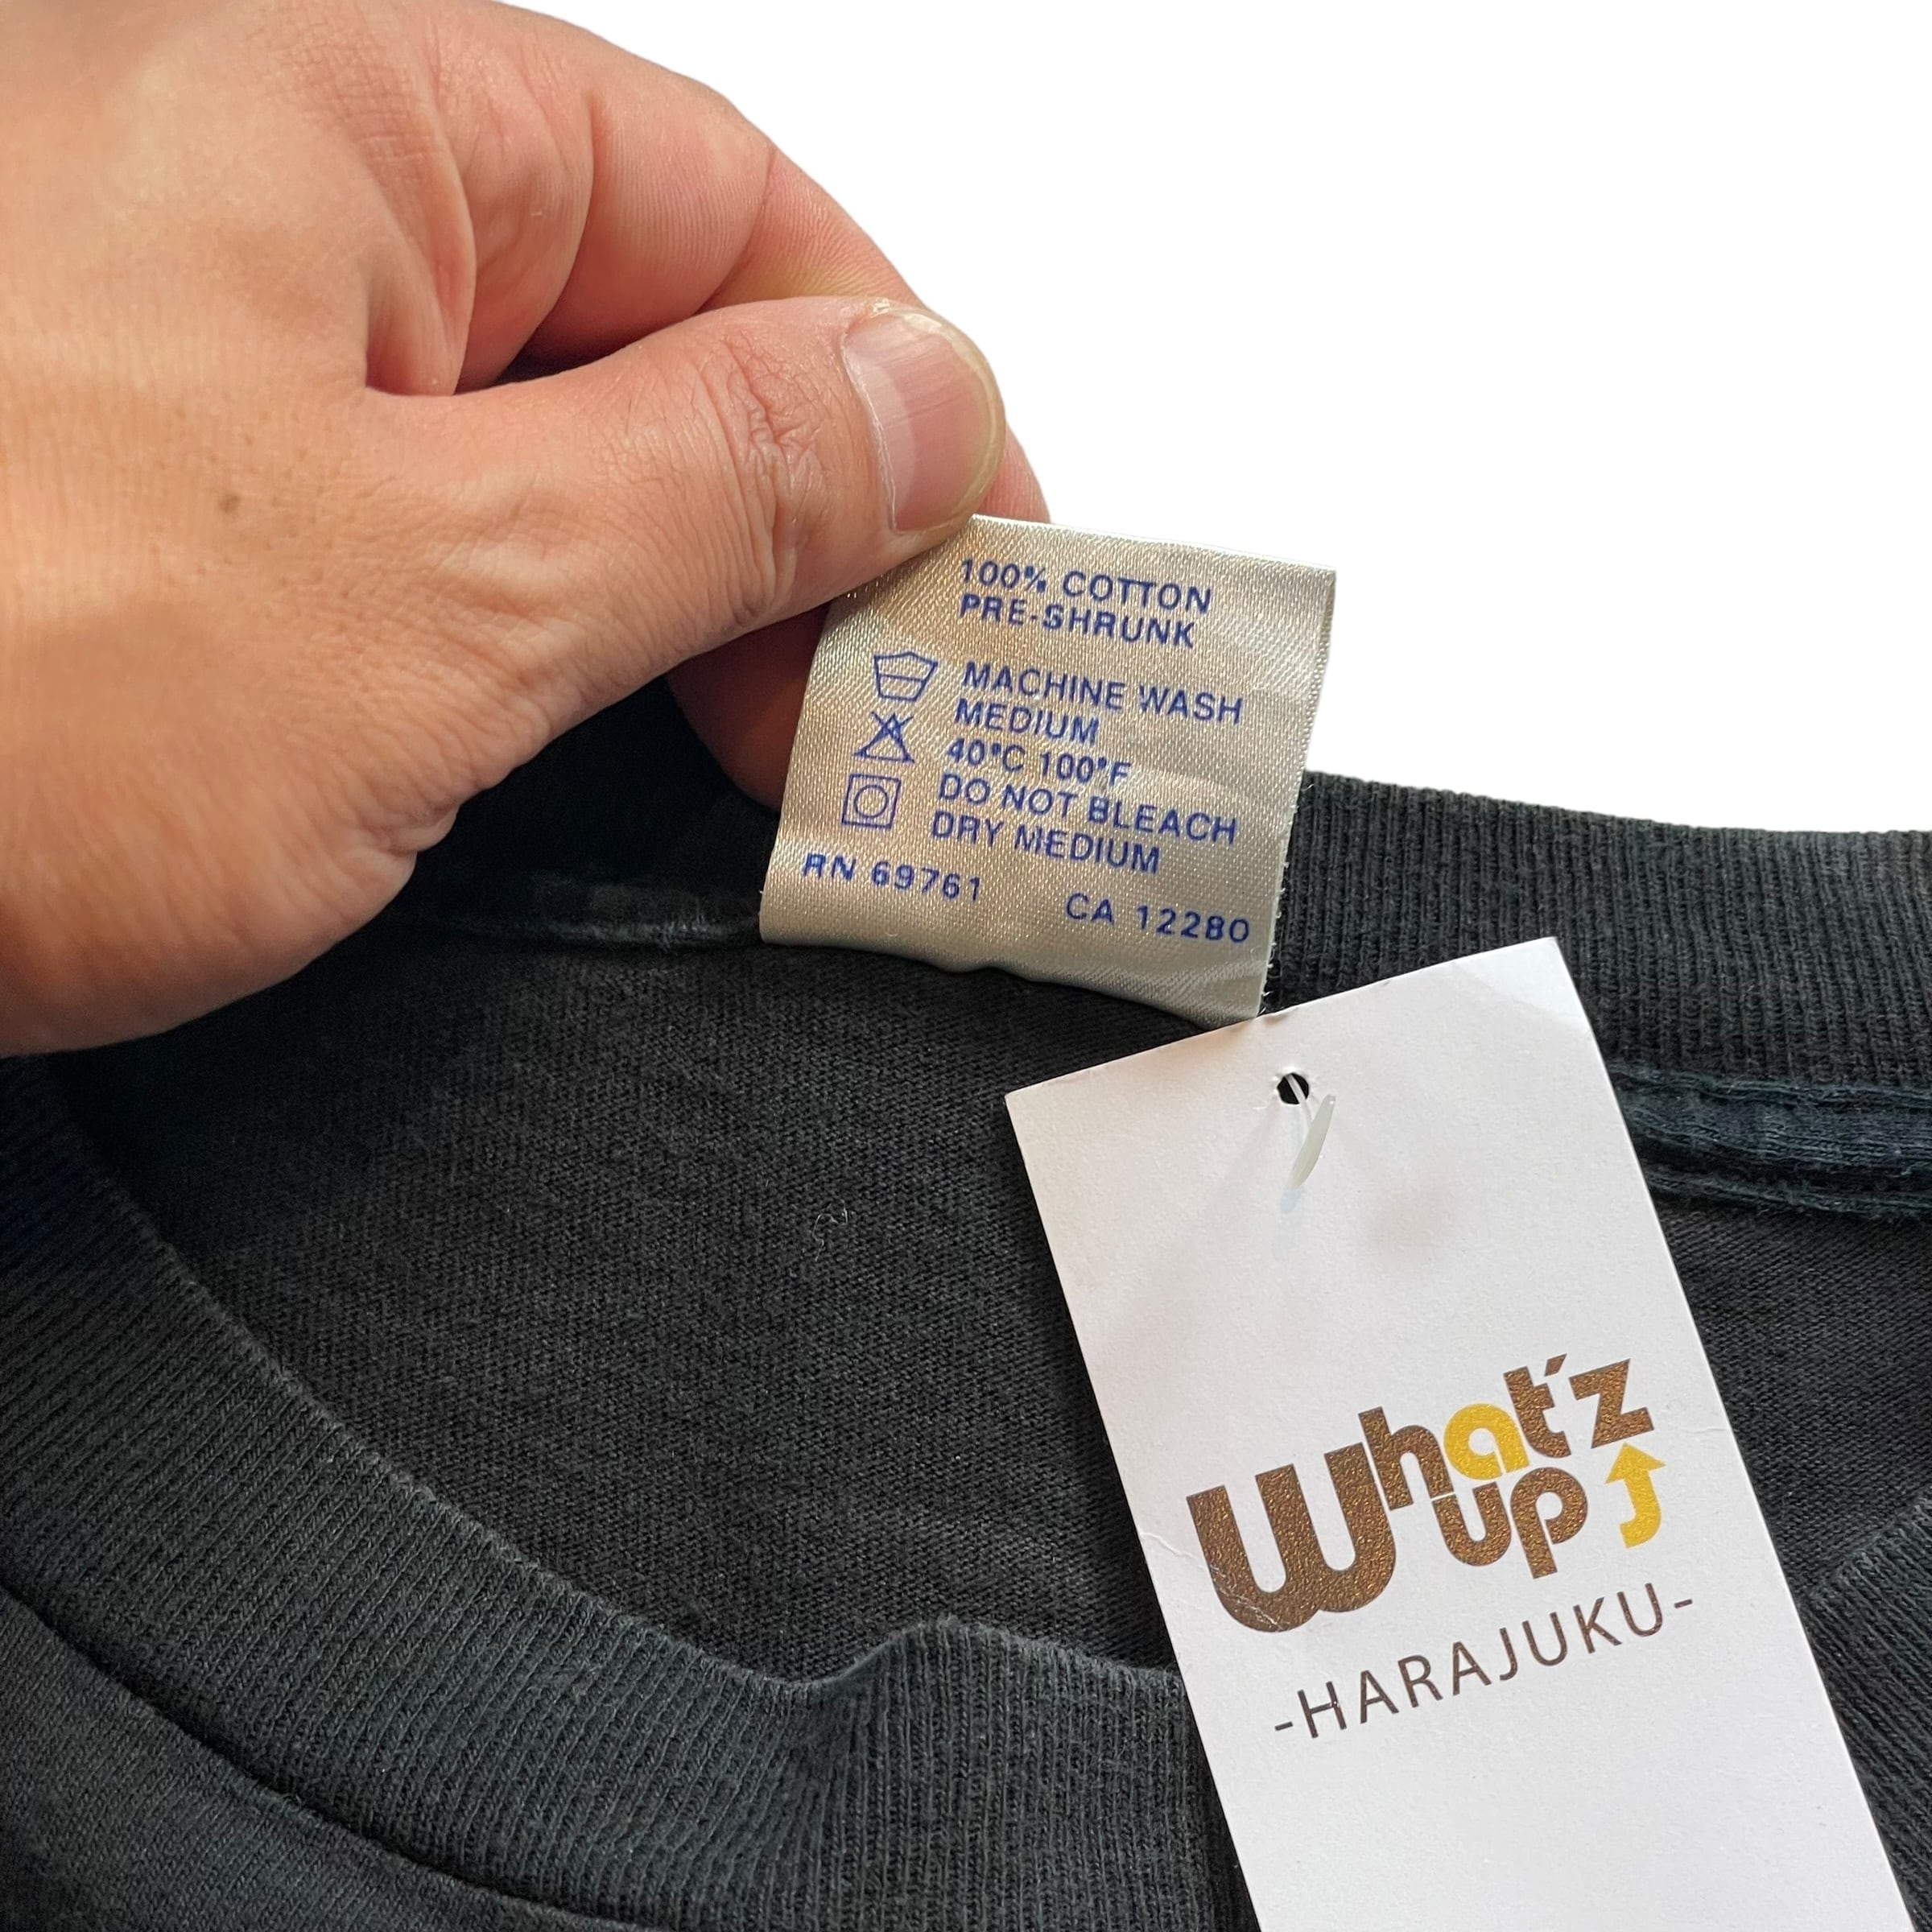 100% COTTON
PRE-SHRUNK
MACHINE WASH
MEDIUM
40°C 100°F
DO NOT BLEACH
DRY MEDIUM
RN 69761 CA 12280
What'z
up
-HARAJUKU-